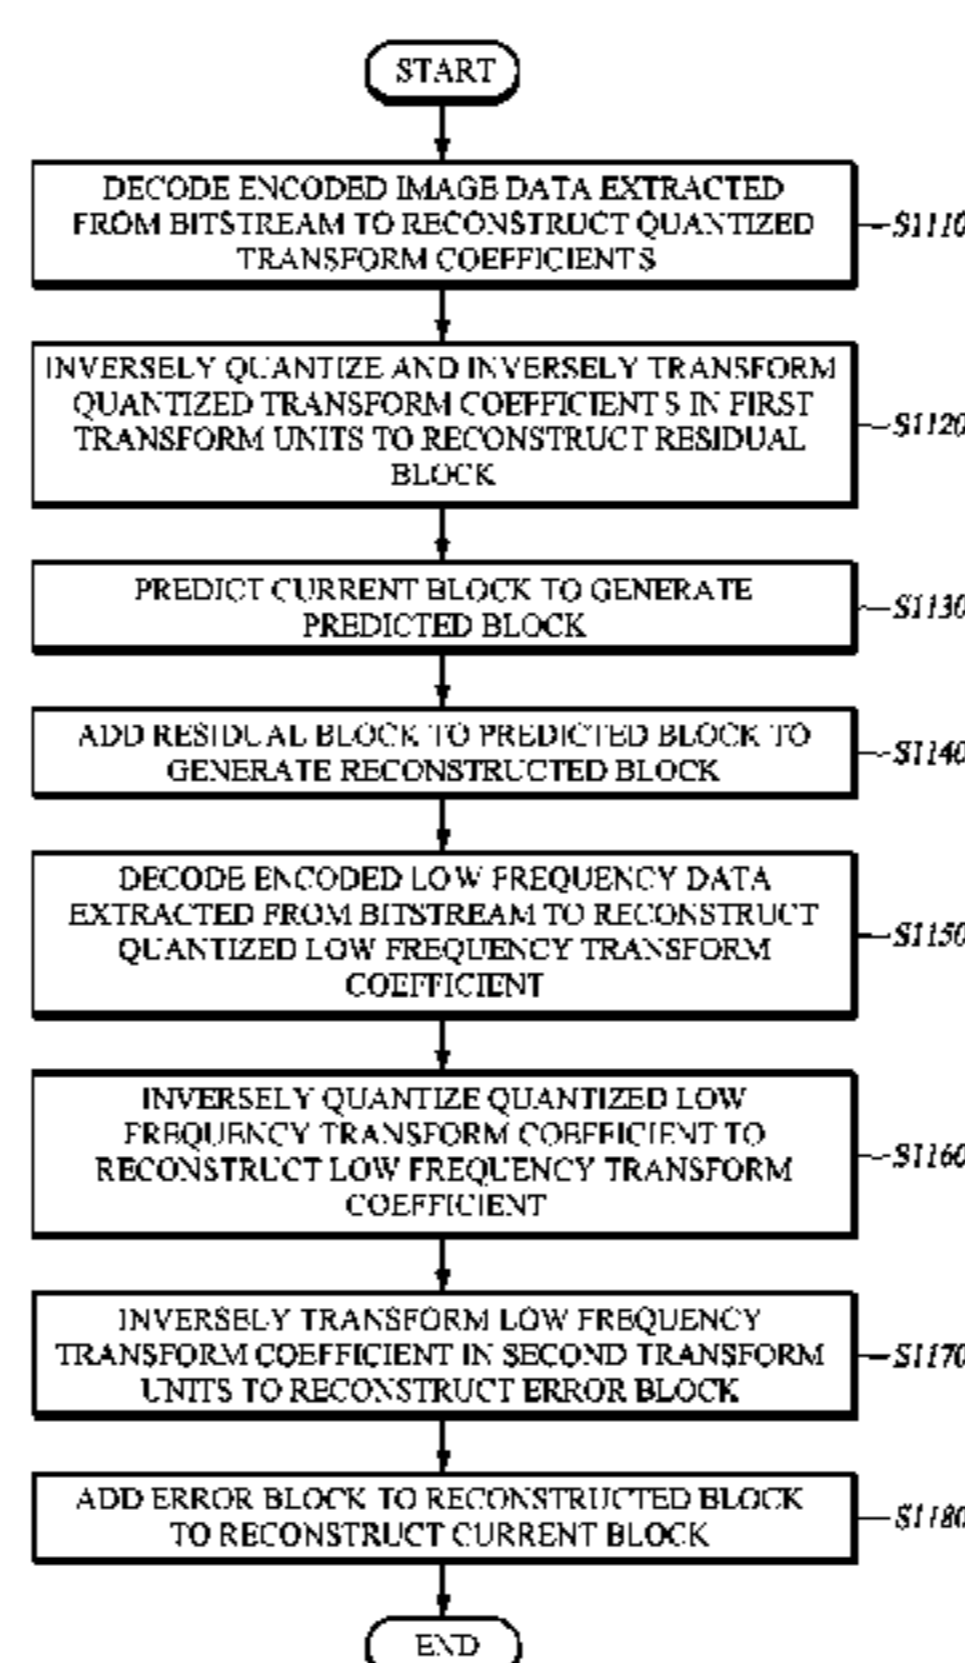 START
DECODE ENCODED IMAGE DATA EXTRACTED
FROM BITSTREAM TO RECONSTRUCT QUANTIZED
TRANSFORM COEFFICIENTS
S1110
INVERSELY QUANTIZE AND INVERSELY TRANSFORM
QUANTIZED TRANSFORM COEFFICIENTS IN FIRST
TRANSFORM UNITS TO RECONSTRUCT RESIDUAL
BLOCK
S1120
PREDICT CURRENT BLOCK TO GENERATE
PREDICTED BLOCK
S1130
ADD RESIDUAL BLOCK TO PREDICTED BLOCK TO
GENERATE RECONSTRUCTED BLOCK
S1140
DECODE ENCODED LOW FREQUENCY DATA
EXTRACTED FROM BITSTREAM TO RECONSTRUCT
QUANTIZED LOW FREQUENCY TRANSFORM
COEFFICIENT
S1150
INVERSELY QUANTIZE QUANTIZED LOW
FREQUENCY TRANSFORM COEFFICIENT TO
RECONSTRUCT LOW FREQUENCY TRANSFORM
COEFFICIENT
S1160
INVERSELY TRANSFORM LOW FREQUENCY
TRANSFORM COEFFICIENT IN SECOND TRANSFORM
UNITS TO RECONSTRUCT ERROR BLOCK
S1170
ADD ERROR BLOCK TO RECONSTRUCTED BLOCK
TO RECONSTRUCT CURRENT BLOCK
S1180
END